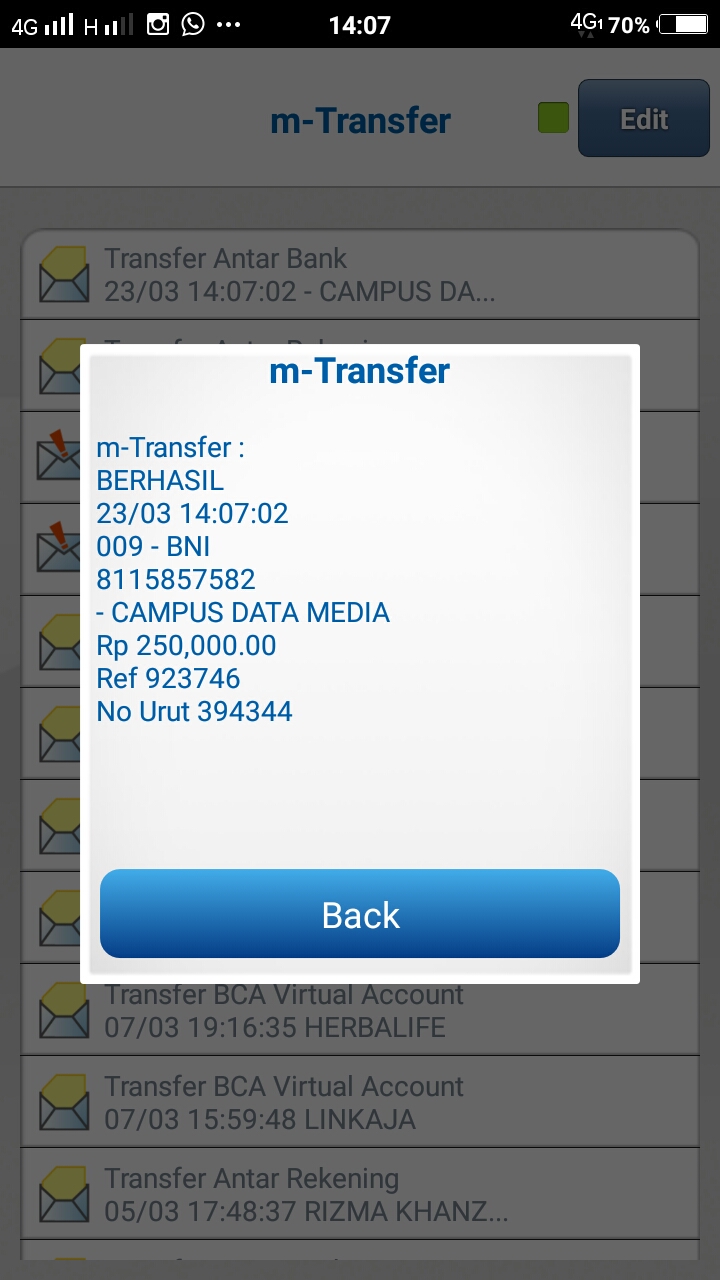 4G H 14:07 4G1 70%
m-Transfer
Edit
Transfer Antar Bank
23/03 14:07:02 - CAMPUS DA...
m-Transfer
m-Transfer :
BERHASIL
23/03 14:07:02
009 - BNI
8115857582
- CAMPUS DATA MEDIA
Rp 250,000.00
Ref 923746
No Urut 394344
Back
Transfer BCA Virtual Account
07/03 19:16:35 HERBALIFE
Transfer BCA Virtual Account
07/03 15:59:48 LINKAJA
Transfer Antar Rekening
05/03 17:48:37 RIZMA KHANZ...